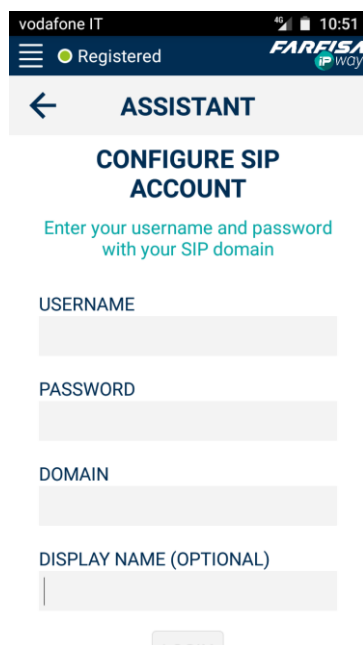 vodafone IT 4G 10:51
Registered FARFISA
iP way
ASSISTANT
CONFIGURE SIP
ACCOUNT
Enter your username and password
with your SIP domain
USERNAME
PASSWORD
DOMAIN
DISPLAY NAME (OPTIONAL)